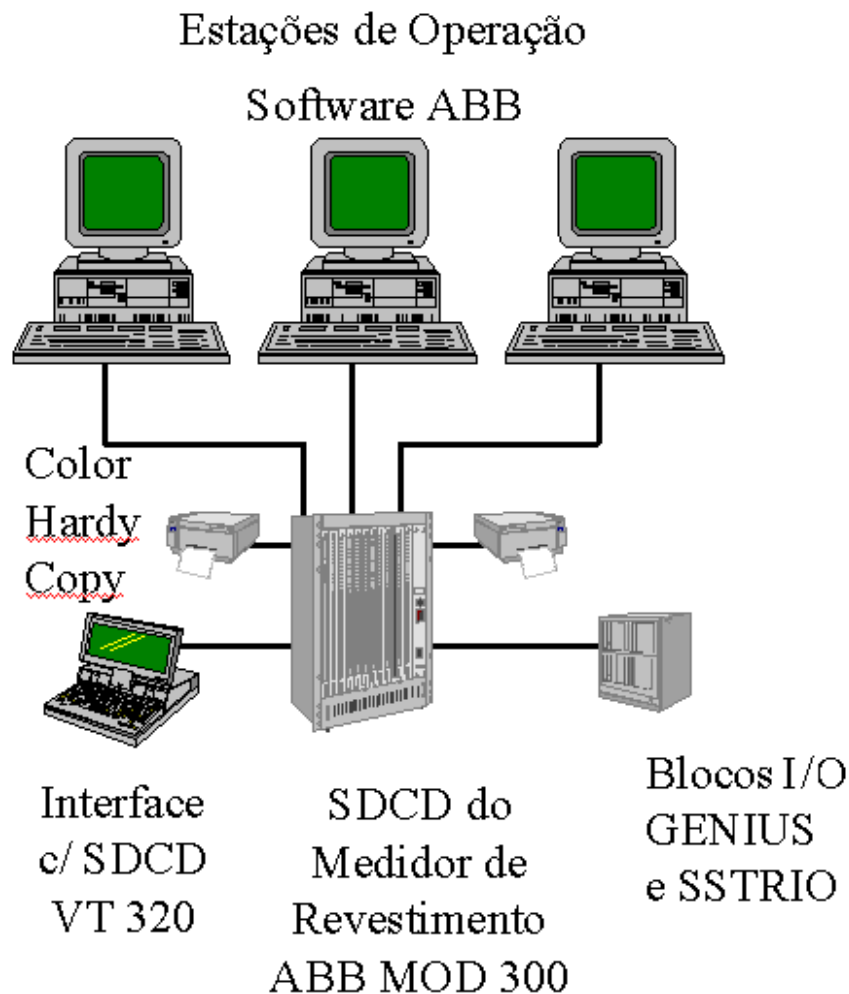 Estações de Operação
Software ABB
Color
Hardy
Copy
Interface
c/ SDCD
VT 320
SDCD do
Medidor de
Revestimento
ABB MOD 300
Blocos I/O
GENIUS
e SSTRIO